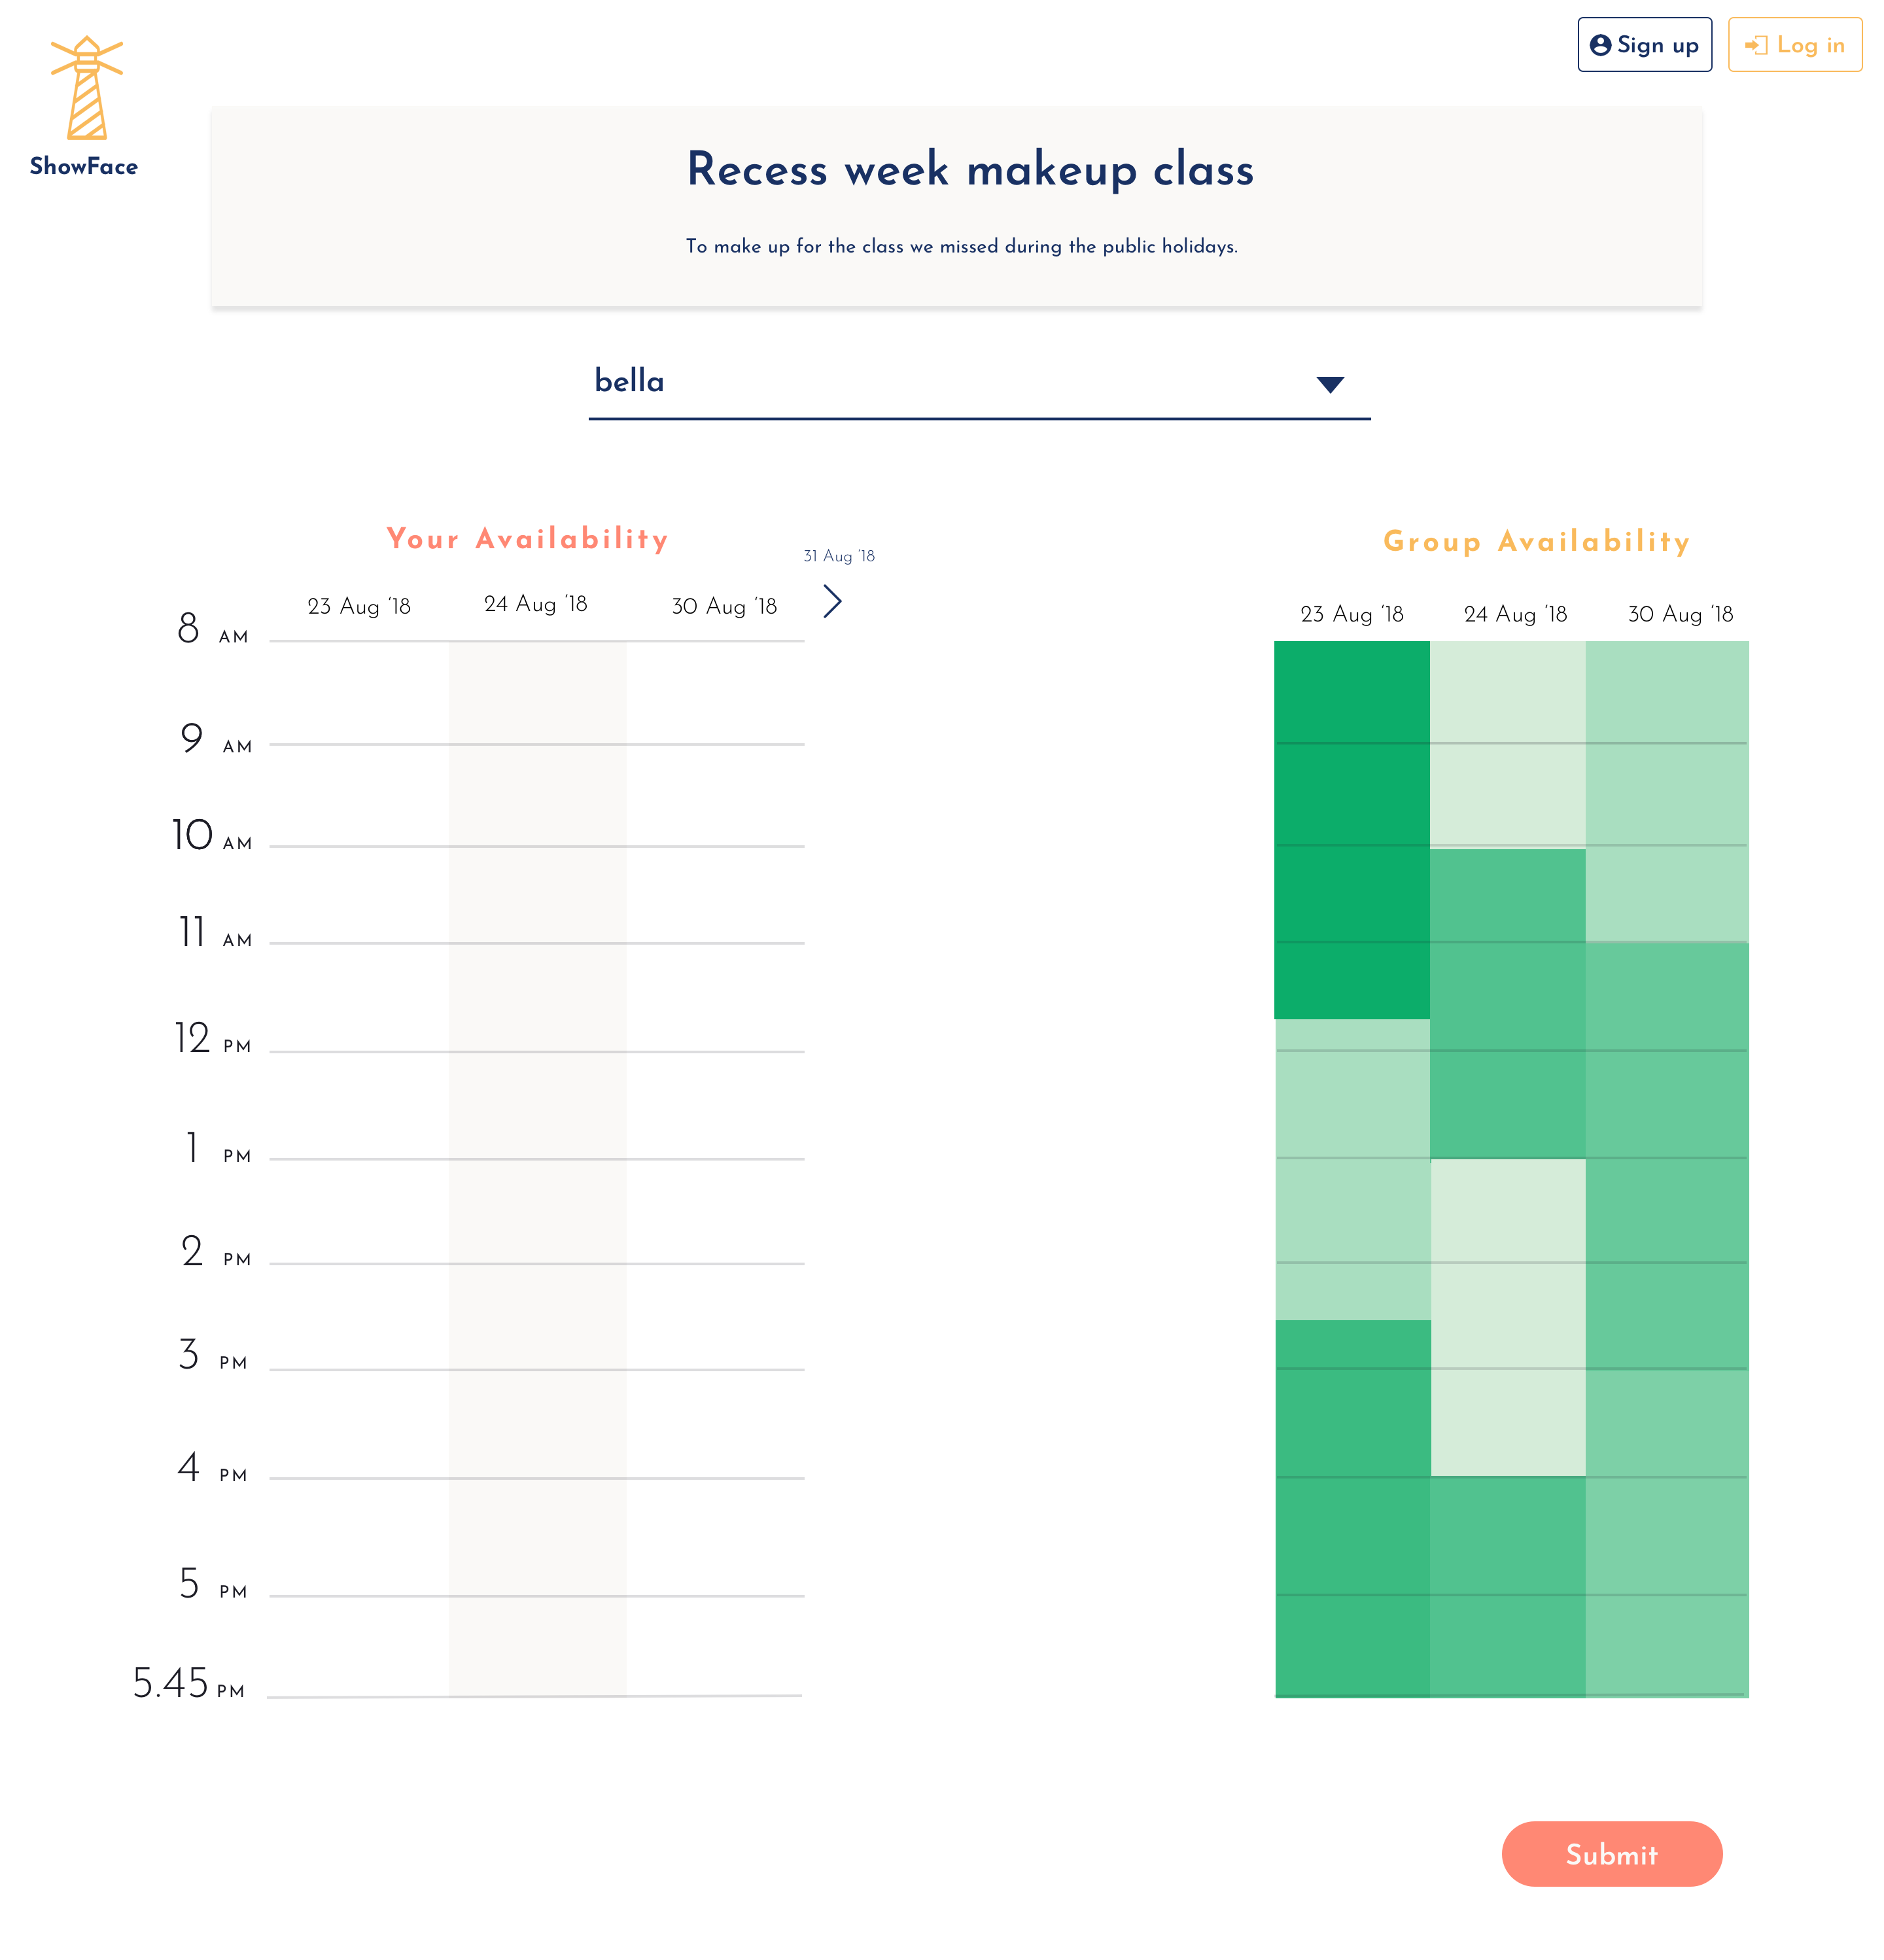 Sign up
Log in
ShowFace
Recess week makeup class
To make up for the class we missed during the public holidays.
bella
Your Availability
31 Aug '18
23 Aug '18
24 Aug '18
30 Aug '18
8 AM
9 AM
10 AM
11 AM
12 PM
1 PM
2 PM
3 PM
4 PM
5 PM
5.45 PM
Group Availability
23 Aug '18
24 Aug '18
30 Aug '18
Submit